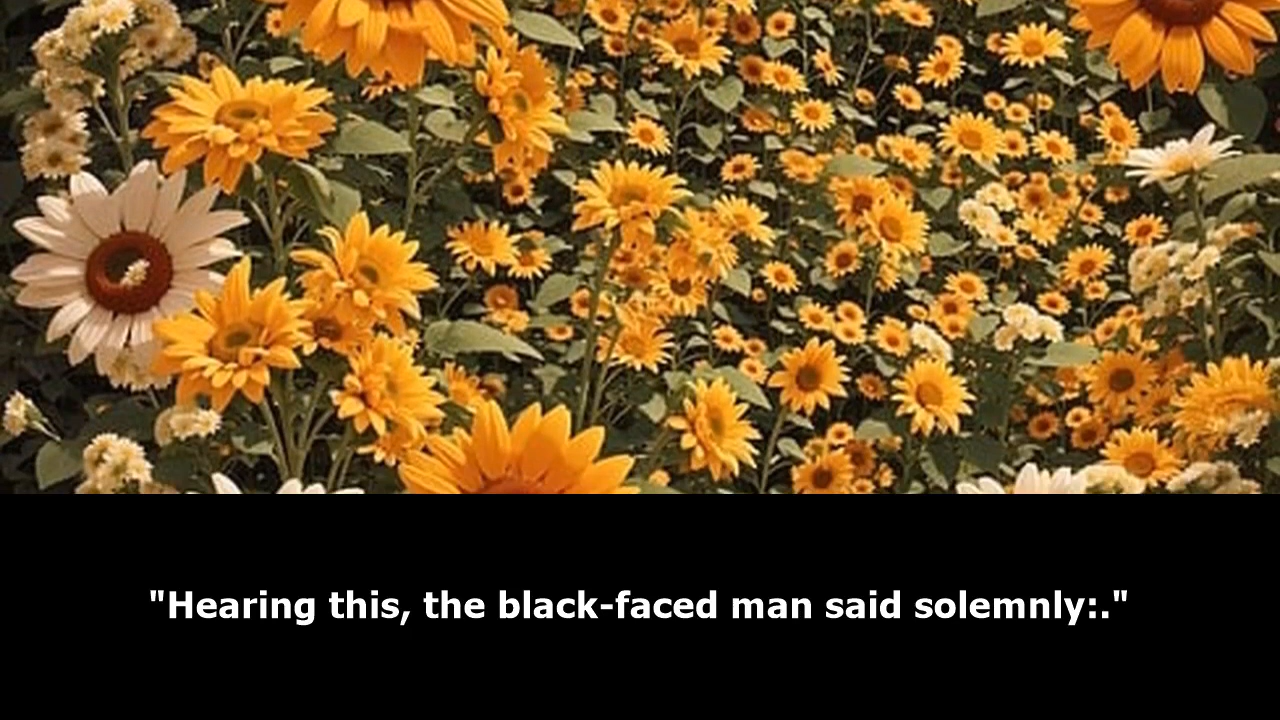 "Hearing this, the black-faced man said solemnly:."